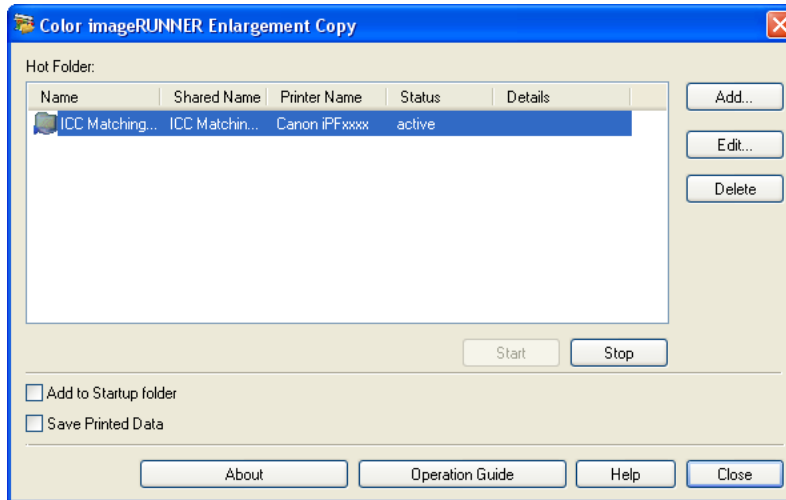 Color imageRUNNER Enlargement Copy
Hot Folder:
Name Shared Name Printer Name Status Details
ICC Matching... ICC Matchin... Canon iPFxxxx active
Add...
Edit...
Delete
Start Stop
Add to Startup folder
Save Printed Data
About Operation Guide Help Close